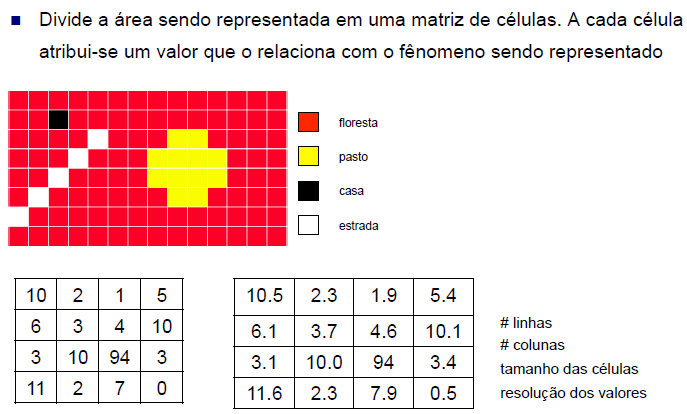 Divide a área sendo representada em uma matriz de células. A cada célula
atribui-se um valor que o relaciona com o fênomeno sendo representado
floresta
pasto
casa
estrada
10 2 1 5
6 3 4 10
3 10 94 3
11 2 7 0
10.5 2.3 1.9 5.4
6.1 3.7 4.6 10.1
3.1 10.0 94 3.4
11.6 2.3 7.9 0.5
# linhas
# colunas
tamanho das células
resolução dos valores